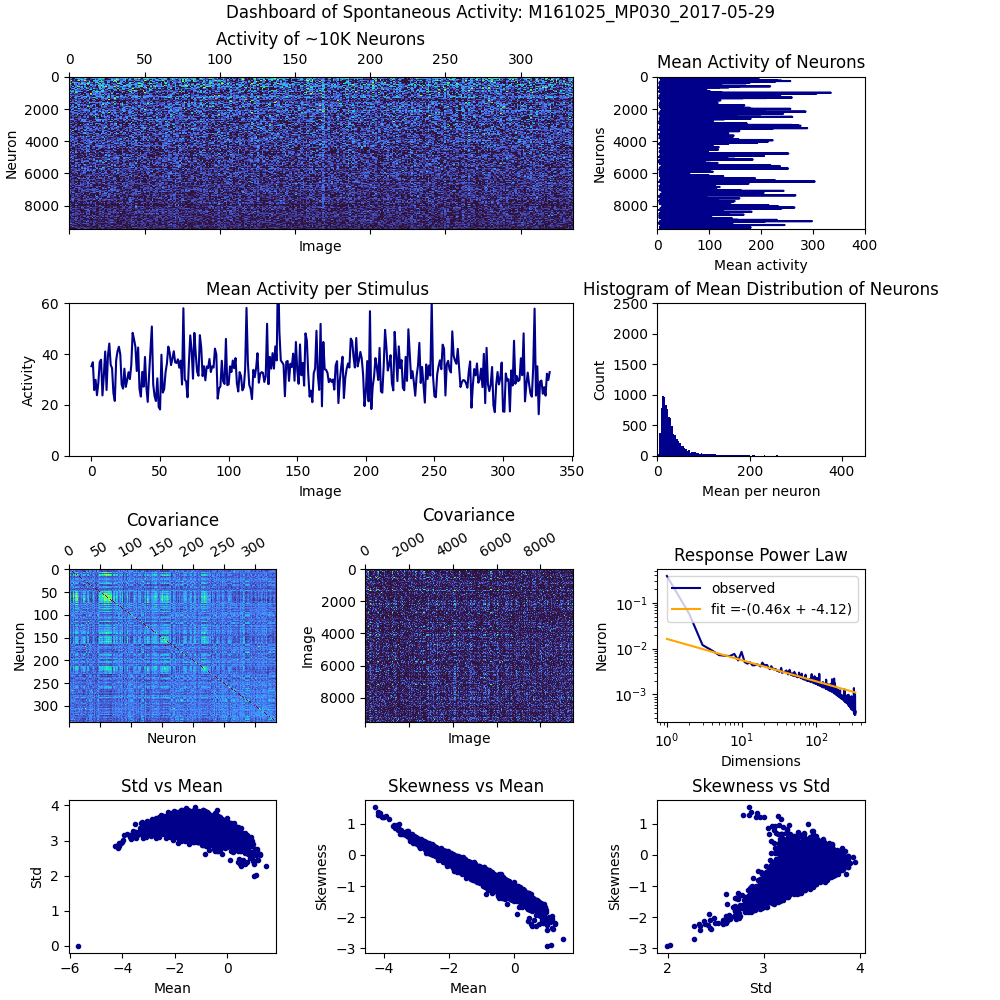 Dashboard of Spontaneous Activity: M161025_MP030_2017-05-29
Activity of ~10K Neurons
0 50 100 150 200 250 300
0
2000
4000
6000
8000
Neuron
Image
Mean Activity of Neurons
0
2000
4000
6000
8000
Neurons
0 100 200 300 400
Mean activity
Mean Activity per Stimulus
60
40
20
0
Activity
0 50 100 150 200 250 300 350
Image
Histogram of Mean Distribution of Neurons
2500
2000
1500
1000
500
0
Count
0 200 400
Mean per neuron
Covariance
0 50 100 150 200 250 300
0
50
100
150
200
250
300
Neuron
Neuron
Covariance
0 2000 4000 6000 8000
0
2000
4000
6000
8000
Image
Image
Response Power Law
observed
fit =-(0.46x + -4.12)
10⁻¹
10⁻²
10⁻³
Neuron
10⁰ 10¹ 10²
Dimensions
Std vs Mean
4
3
2
1
0
Std
−6 −4 −2 0
Mean
Skewness vs Mean
1
0
−1
−2
−3
Skewness
−4 −2 0
Mean
Skewness vs Std
1
0
−1
−2
−3
Skewness
2 3 4
Std